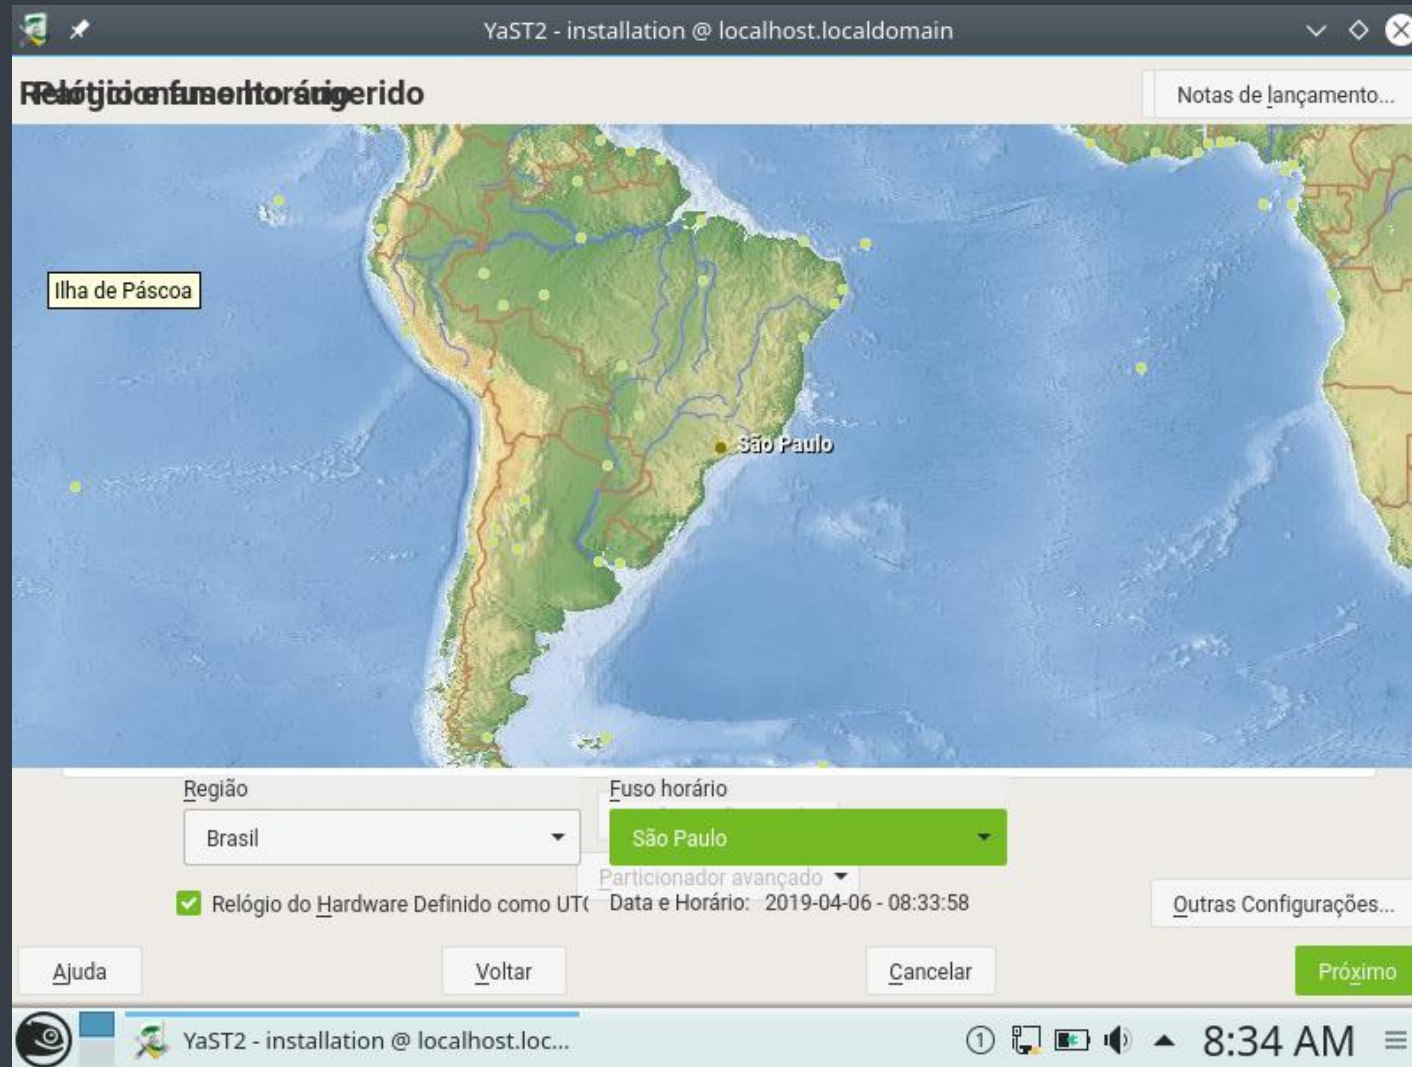 YaST2 - installation @ localhost.localdomain
Notas de lançamento...
Ilha de Páscoa
São Paulo
Região
Fuso horário
Brasil
São Paulo
Particionador avançado
Relógio do Hardware Definido como UTC
Data e Horário: 2019-04-06 - 08:33:58
Outras Configurações...
Ajuda
Voltar
Cancelar
Próximo
YaST2 - installation @ localhost.loc...
1
8:34 AM